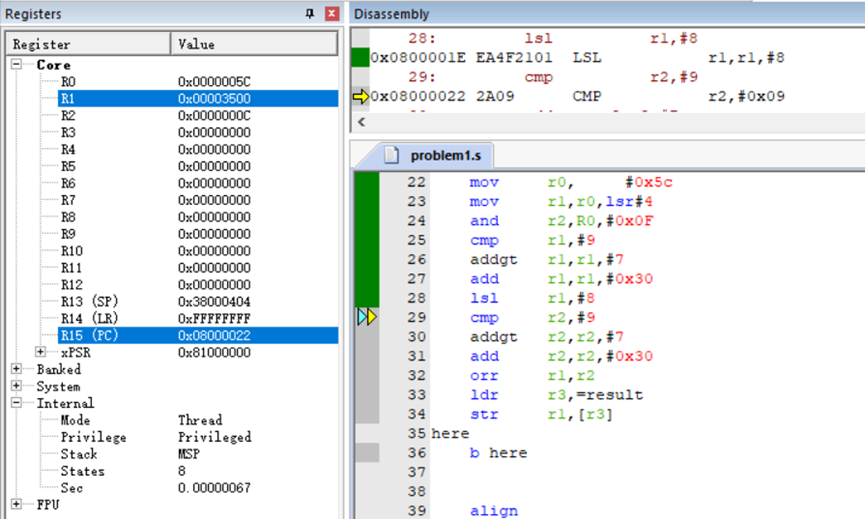 Registers
Register Value
Core
R0 0x0000005C
R1 0x00003500
R2 0x0000000C
R3 0x00000000
R4 0x00000000
R5 0x00000000
R6 0x00000000
R7 0x00000000
R8 0x00000000
R9 0x00000000
R10 0x00000000
R11 0x00000000
R12 0x00000000
R13 (SP) 0x38000404
R14 (LR) 0xFFFFFFFF
R15 (PC) 0x08000022
xPSR 0x81000000
Banked
System
Internal
Mode Thread
Privilege Privileged
Stack MSP
States 8
Sec 0.00000067
FPU
Disassembly
28: lsl r1,#8
0x0800001E EA4F2101 LSL r1,r1,#8
29: cmp r2,#9
0x08000022 2A09 CMP r2,#0x09
problem1.s
22 mov r0, #0x5c
23 mov r1,r0,lsr#4
24 and r2,R0,#0x0F
25 cmp r1,#9
26 addgt r1,r1,#7
27 add r1,r1,#0x30
28 lsl r1,#8
29 cmp r2,#9
30 addgt r2,r2,#7
31 add r2,r2,#0x30
32 orr r1,r2
33 ldr r3,=result
34 str r1,[r3]
35 here
36 b here
37
38
39 align